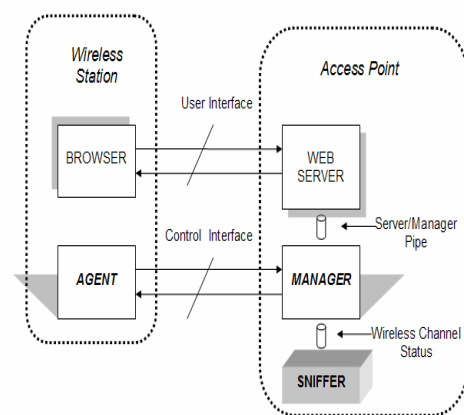 Wireless
Station
Access Point
User Interface
BROWSER
WEB
SERVER
Server/Manager
Pipe
Control Interface
AGENT
MANAGER
Wireless Channel
Status
SNIFFER